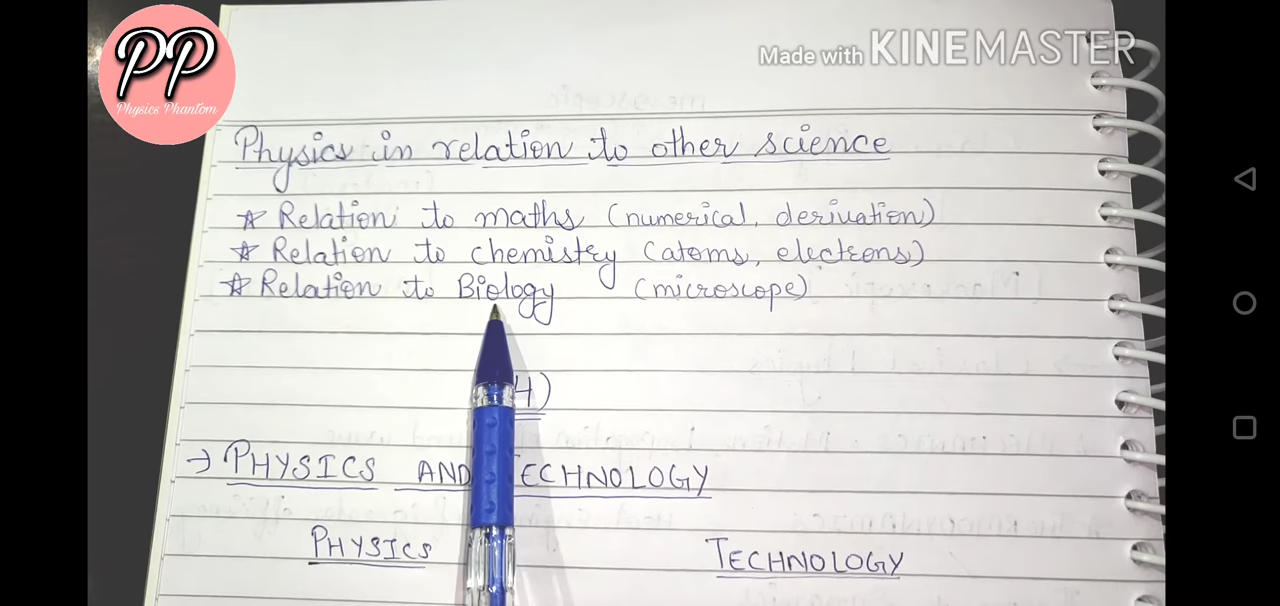 PP
Physics Phantom
Made with KINEMASTER
Physics in relation to other science
☆ Relation to maths (numerical, derivation)
☆ Relation to chemistry (atoms, electrons)
☆ Relation to Biology (microscope)
H)
→ PHYSICS AND TECHNOLOGY
PHYSICS TECHNOLOGY